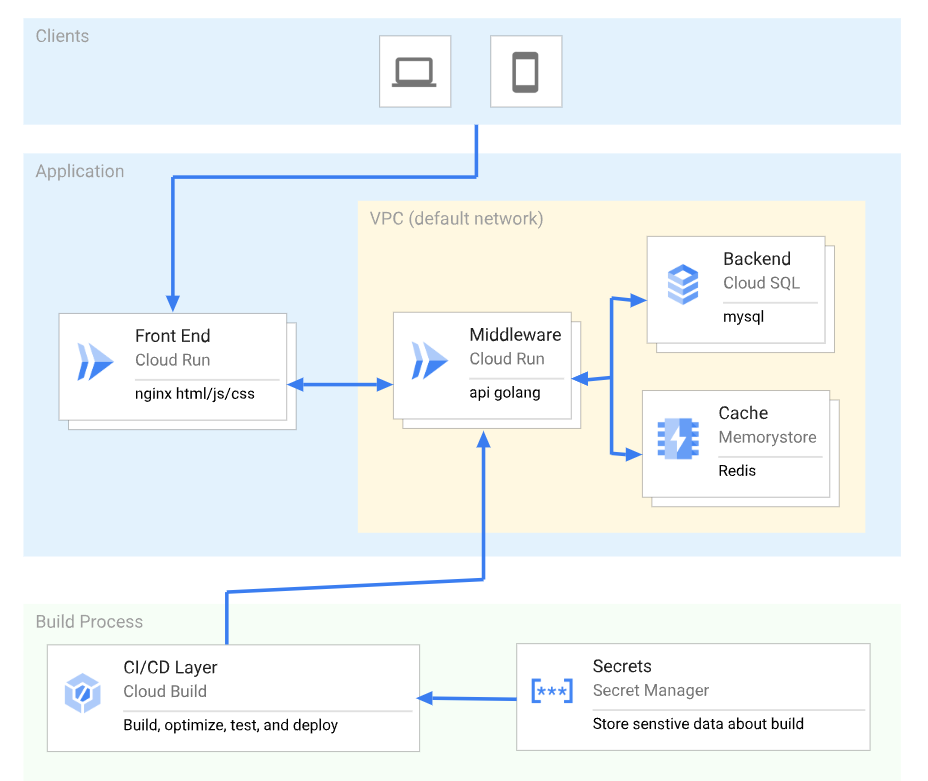 Clients
Application
VPC (default network)
Backend
Cloud SQL
mysql
Front End
Cloud Run
nginx html/js/css
Middleware
Cloud Run
api golang
Cache
Memorystore
Redis
Build Process
CI/CD Layer
Cloud Build
Build, optimize, test, and deploy
[***]
Secrets
Secret Manager
Store senstive data about build